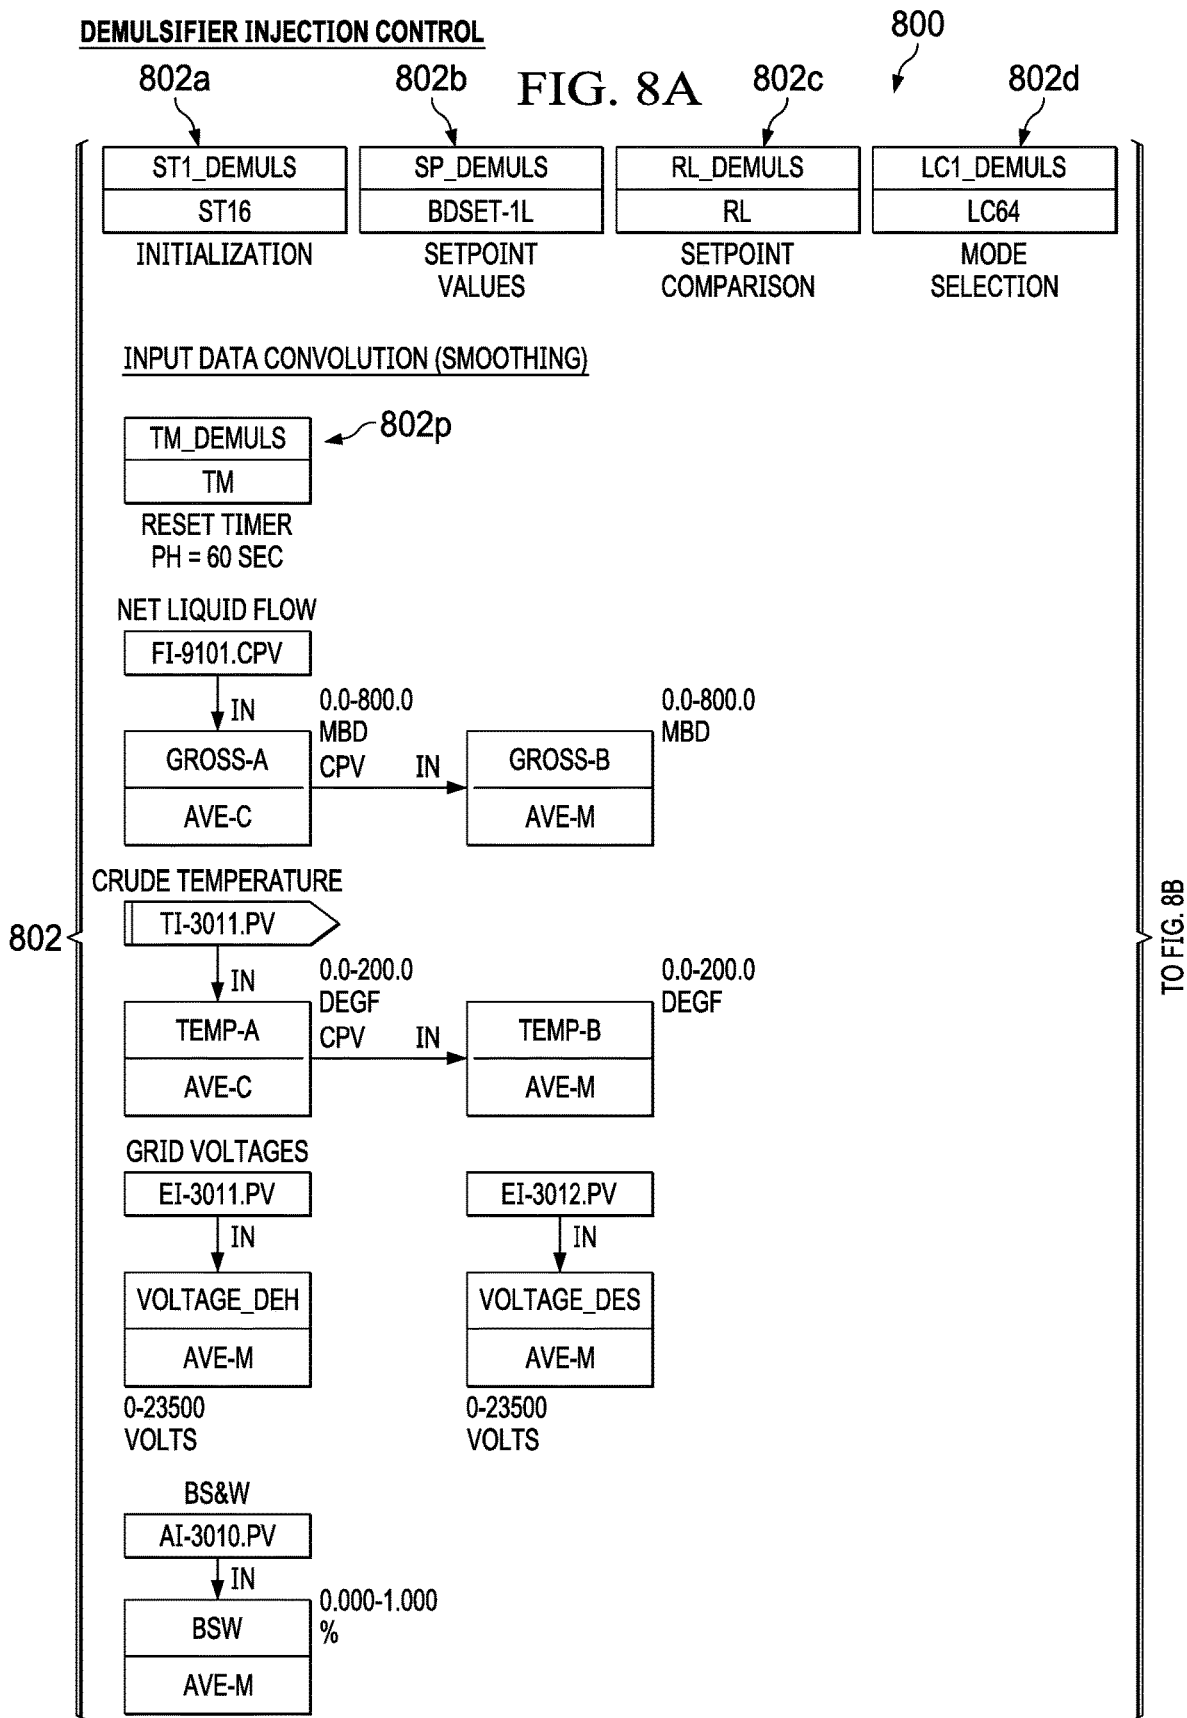 DEMULSIFIER INJECTION CONTROL
800
802a
802b
FIG. 8A
802c
802d
ST1_DEMULS
ST16
INITIALIZATION
SP_DEMULS
BDSET-1L
SETPOINT
VALUES
RL_DEMULS
RL
SETPOINT
COMPARISON
LC1_DEMULS
LC64
MODE
SELECTION
INPUT DATA CONVOLUTION (SMOOTHING)
TM_DEMULS
TM
802p
RESET TIMER
PH = 60 SEC
NET LIQUID FLOW
FI-9101.CPV
IN
0.0-800.0
MBD
GROSS-A
AVE-C
CPV
IN
GROSS-B
AVE-M
0.0-800.0
MBD
CRUDE TEMPERATURE
TI-3011.PV
802
IN
0.0-200.0
DEGF
TEMP-A
AVE-C
CPV
IN
TEMP-B
AVE-M
0.0-200.0
DEGF
TO FIG. 8B
GRID VOLTAGES
EI-3011.PV
IN
VOLTAGE_DEH
AVE-M
0-23500
VOLTS
EI-3012.PV
IN
VOLTAGE_DES
AVE-M
0-23500
VOLTS
BS&W
AI-3010.PV
IN
BSW
AVE-M
0.000-1.000
%